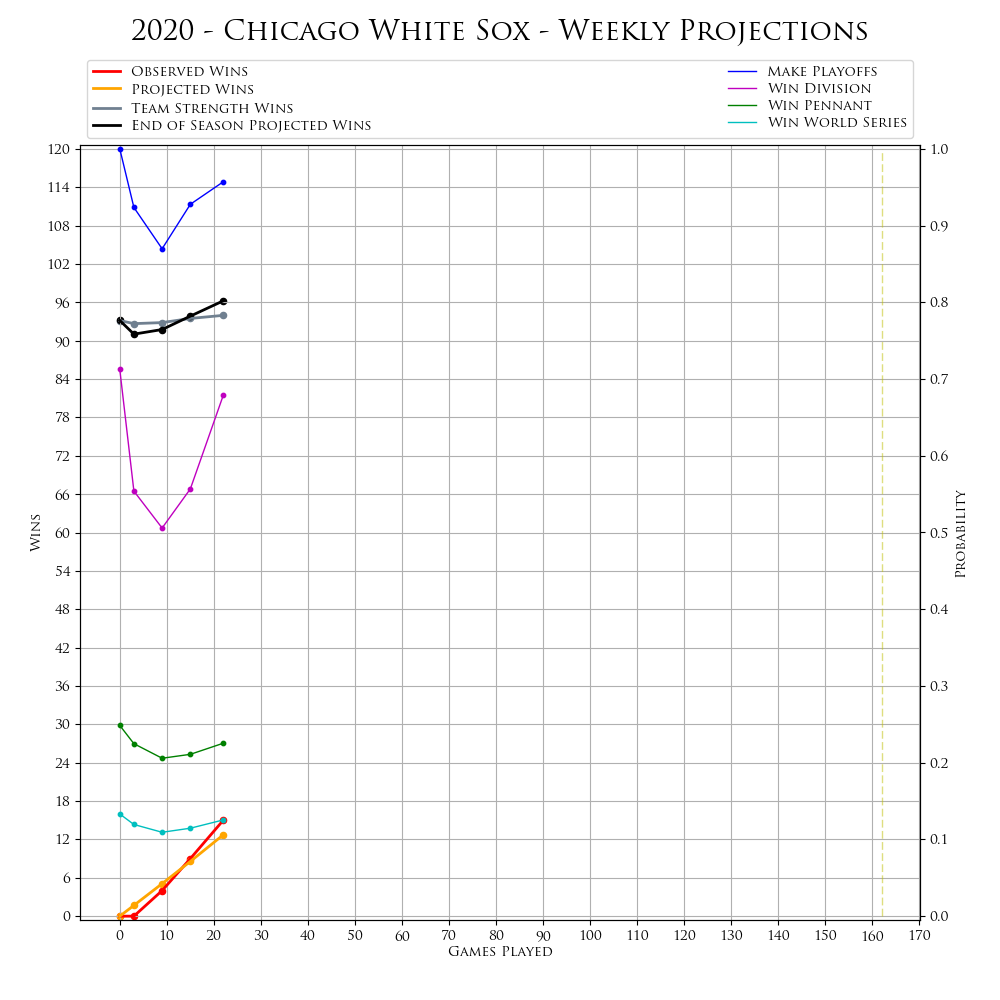 2020 - Chicago White Sox - Weekly Projections
Observed Wins
Projected Wins
Team Strength Wins
End of Season Projected Wins
Make Playoffs
Win Division
Win Pennant
Win World Series
120
114
108
102
96
90
84
78
72
66
60
54
48
42
36
30
24
18
12
6
0
Wins
1.0
0.9
0.8
0.7
0.6
0.5
0.4
0.3
0.2
0.1
0.0
Probability
0 10 20 30 40 50 60 70 80 90 100 110 120 130 140 150 160 170
Games Played